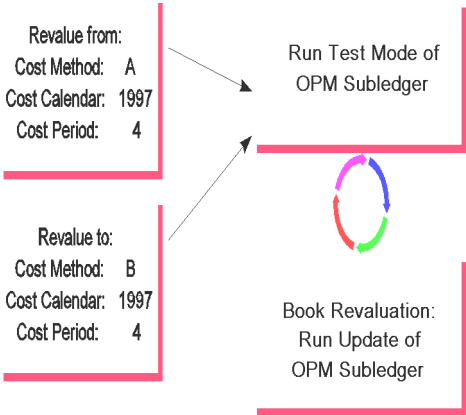 Revalue from:
Cost Method: A
Cost Calendar: 1997
Cost Period: 4
Run Test Mode of
OPM Subledger
Revalue to:
Cost Method: B
Cost Calendar: 1997
Cost Period: 4
Book Revaluation:
Run Update of
OPM Subledger